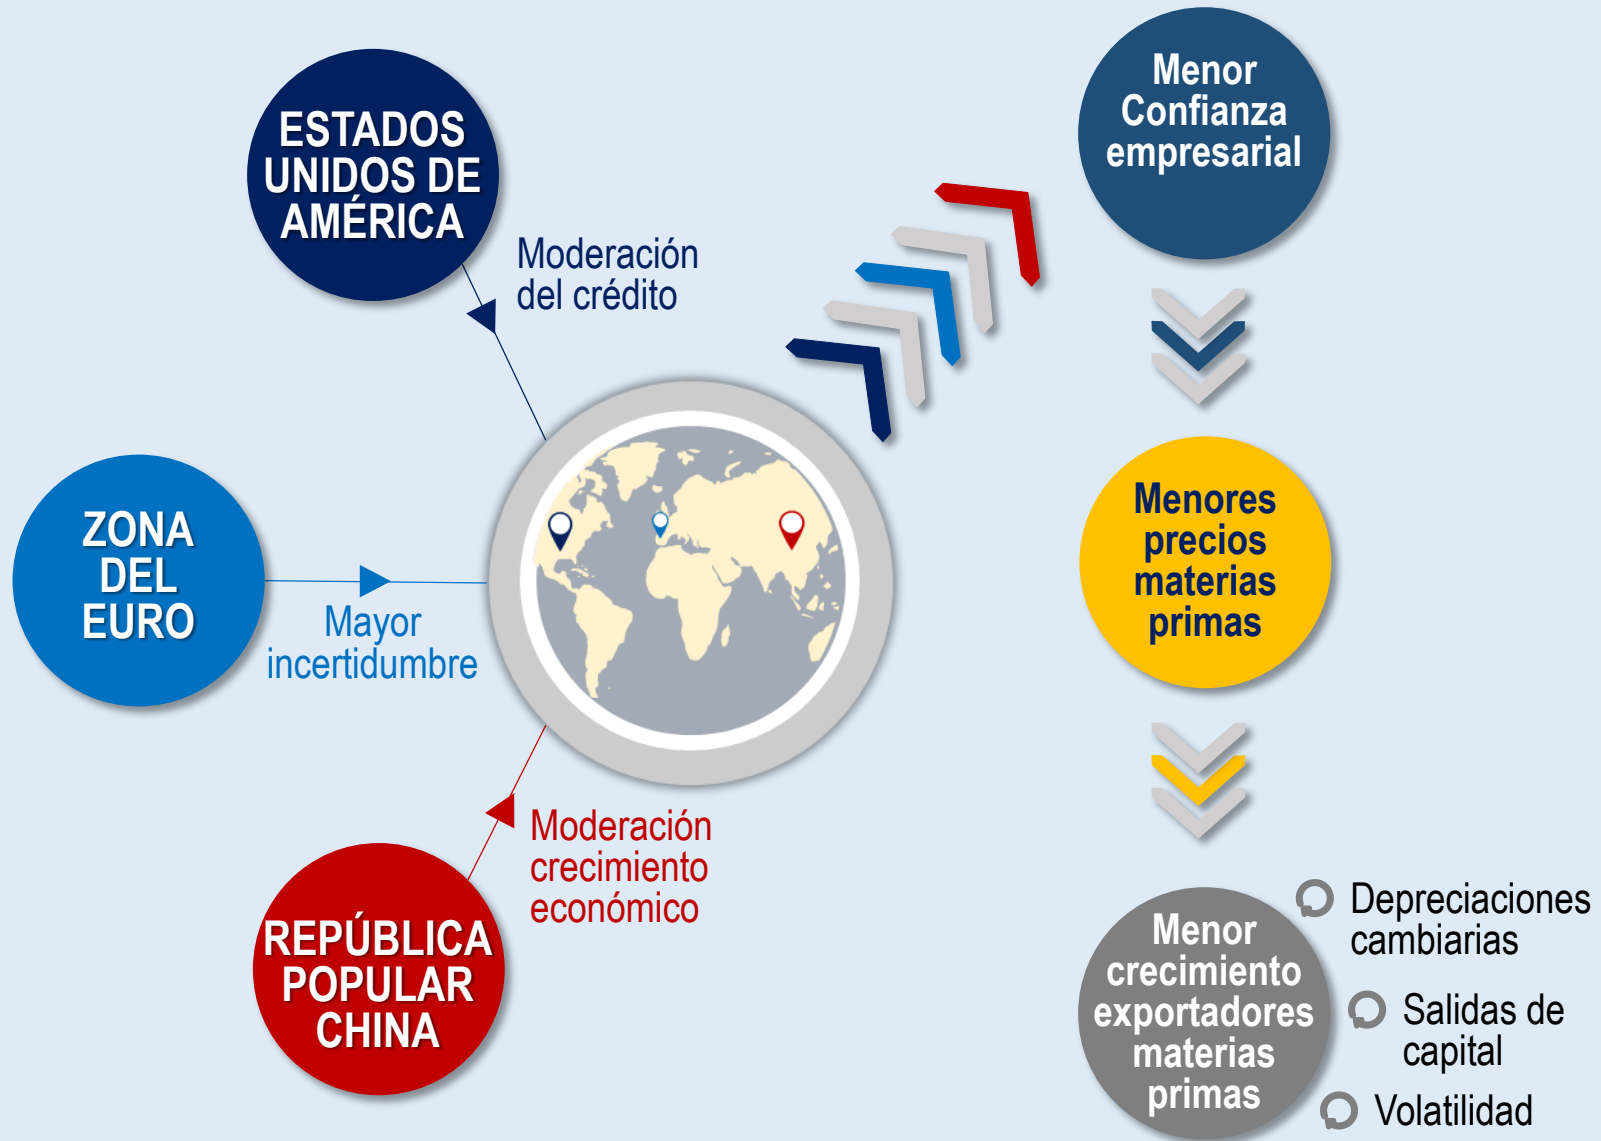 ESTADOS
UNIDOS DE
AMÉRICA
Moderación
del crédito
ZONA
DEL
EURO
Mayor
incertidumbre
REPÚBLICA
POPULAR
CHINA
Moderación
crecimiento
económico
Menor
Confianza
empresarial
Menores
precios
materias
primas
Menor
crecimiento
exportadores
materias
primas
Depreciaciones
cambiarias
Salidas de
capital
Volatilidad